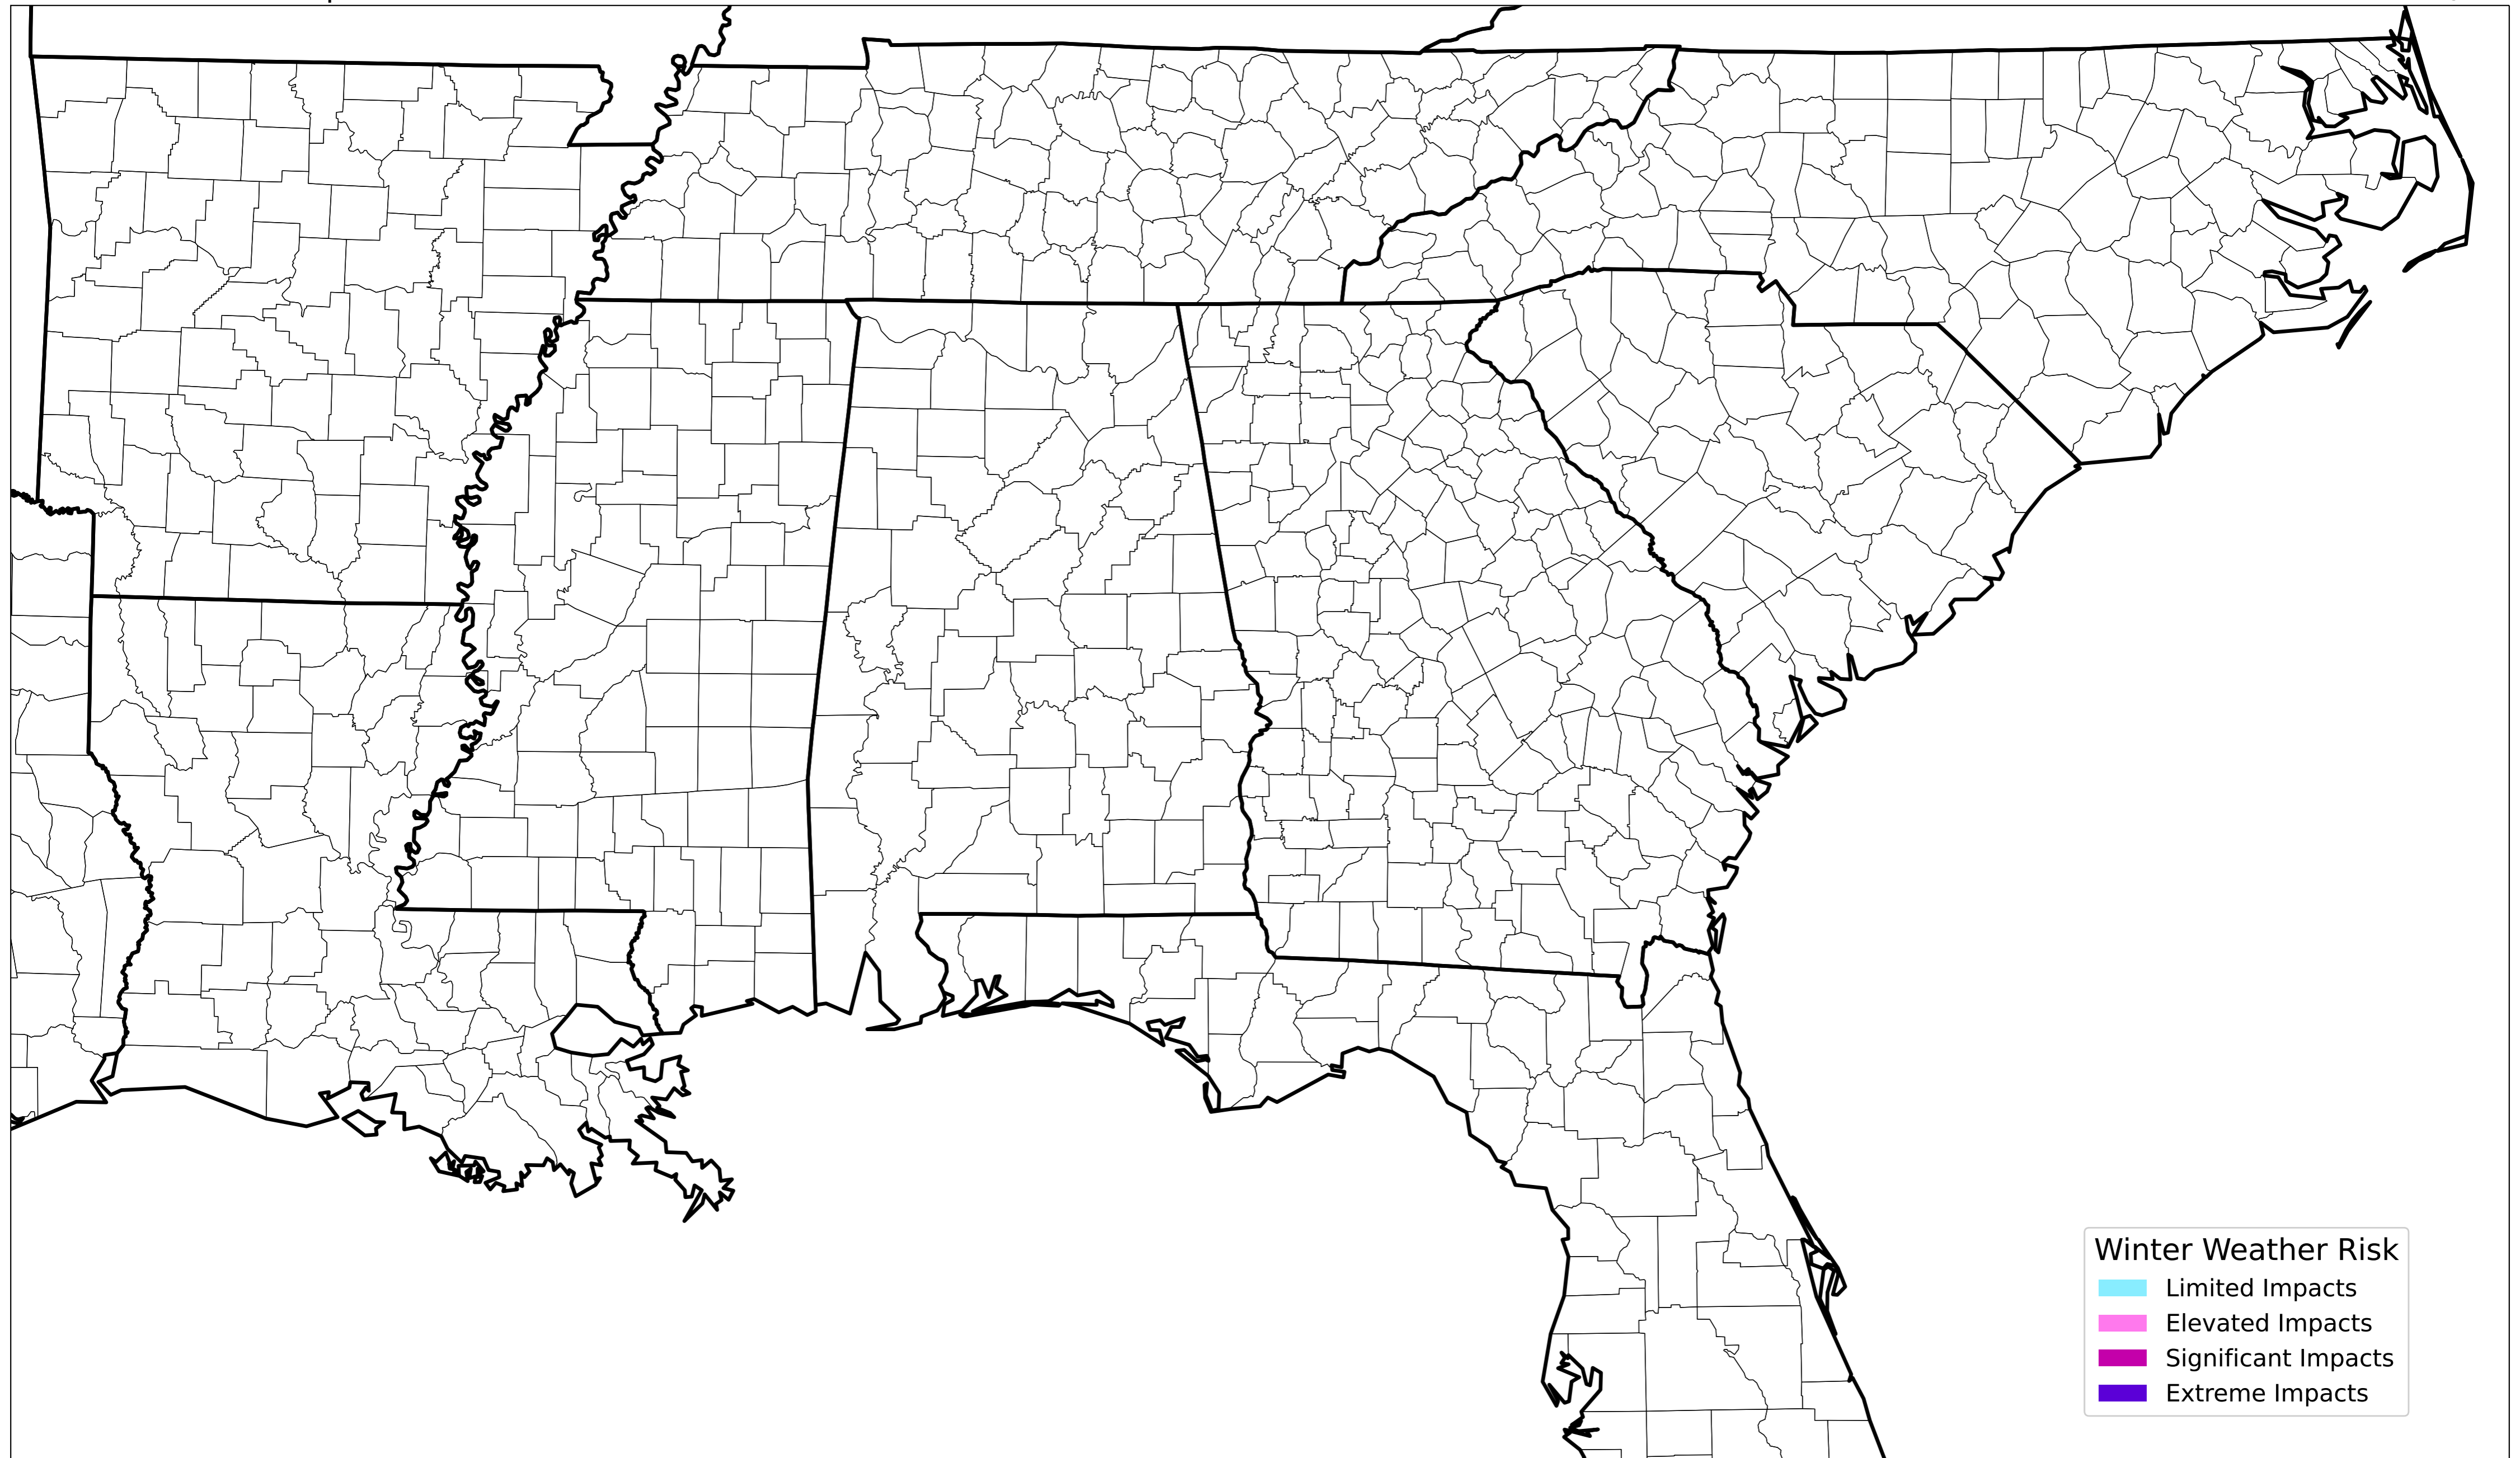 Winter Weather Risk
Limited Impacts
Elevated Impacts
Significant Impacts
Extreme Impacts